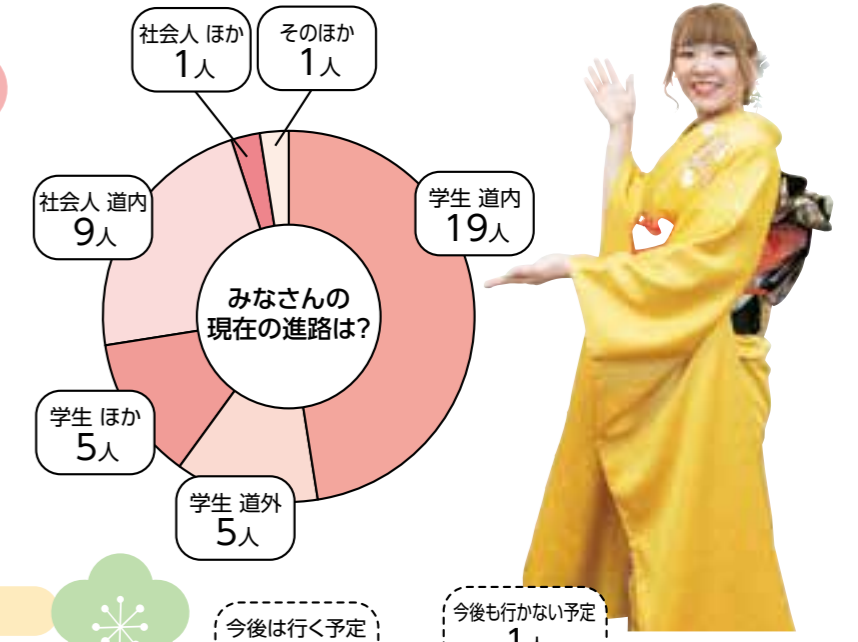 社会人 ほか
1人
そのほか
1人
学生 道内
19人
社会人 道内
9人
みなさんの
現在の進路は?
学生 ほか
5人
学生 道外
5人
今後は行く予定
今後も行かない予定
1人